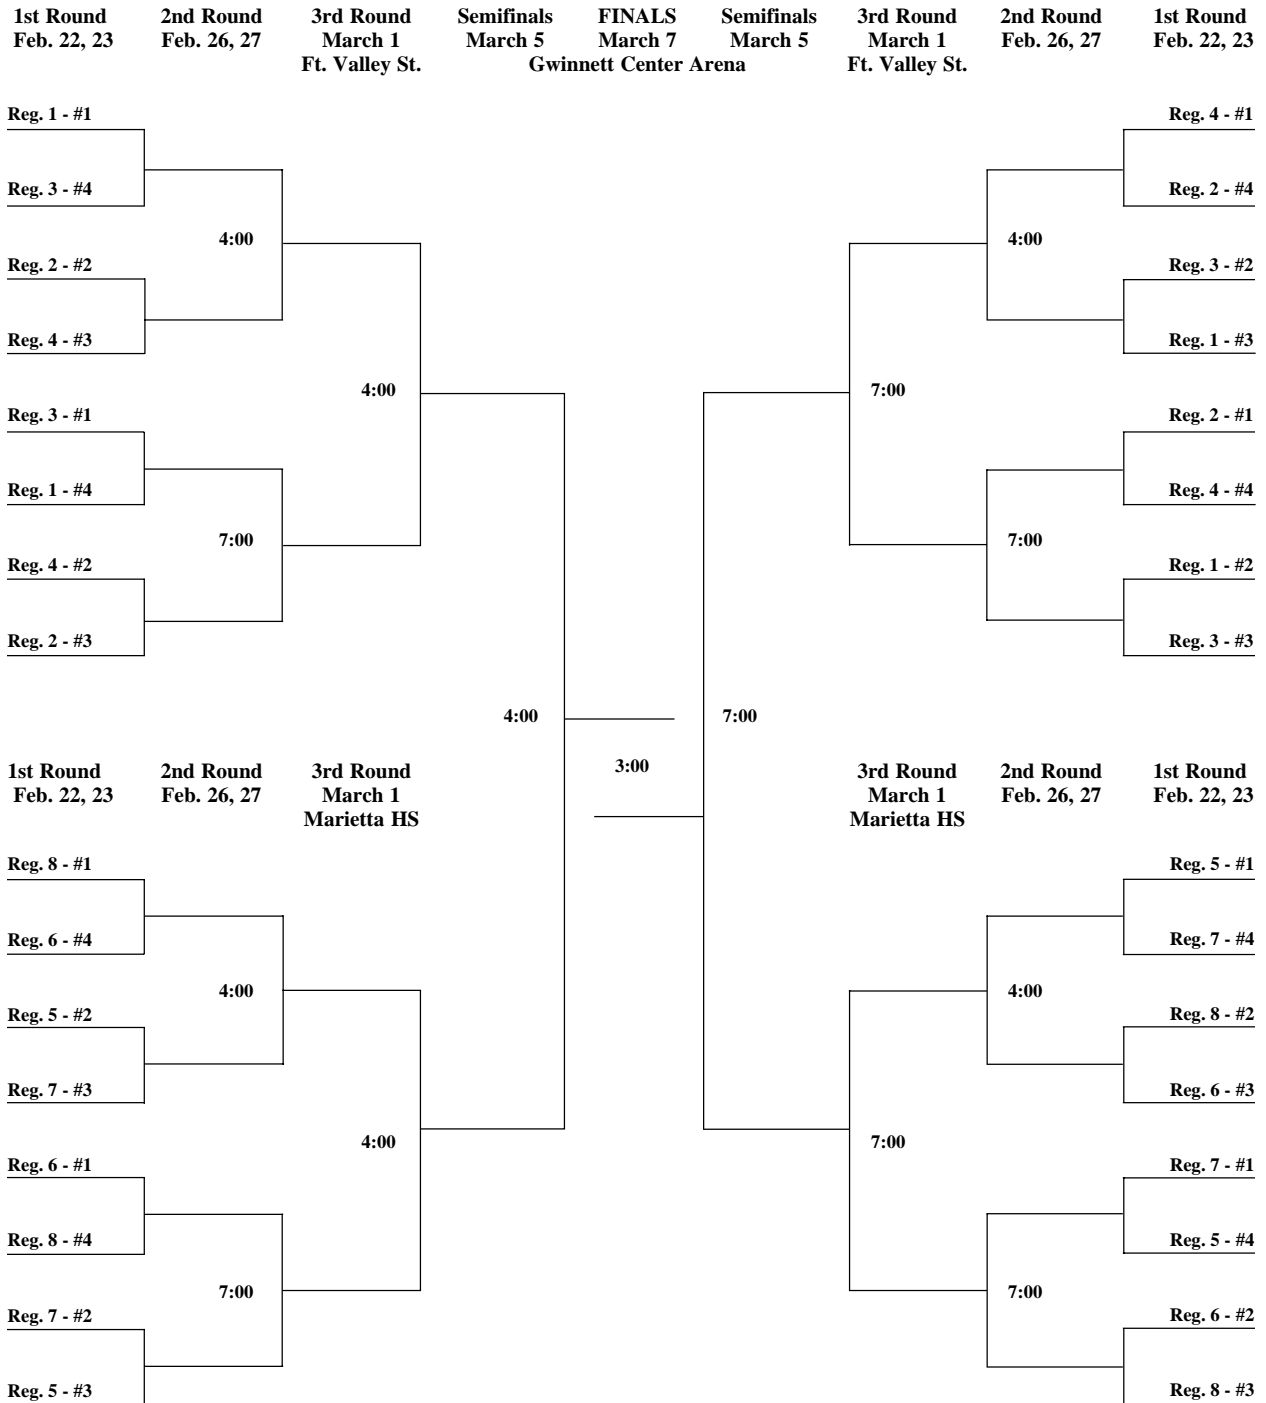 1st Round 2nd Round 3rd Round Semifinals FINALS Semifinals 3rd Round 2nd Round 1st Round
Feb. 22, 23 Feb. 26, 27 March 1 March 5 March 7 March 5 March 1 Feb. 26, 27 Feb. 22, 23
Ft. Valley St. Gwinnett Center Arena Ft. Valley St.
Reg. 1 - #1 Reg. 4 - #1
Reg. 3 - #4 Reg. 2 - #4
4:00 4:00
Reg. 2 - #2 Reg. 3 - #2
Reg. 4 - #3 Reg. 1 - #3
4:00 7:00
Reg. 3 - #1 Reg. 2 - #1
Reg. 1 - #4 Reg. 4 - #4
7:00 7:00
Reg. 4 - #2 Reg. 1 - #2
Reg. 2 - #3 Reg. 3 - #3
4:00 7:00
3:00
1st Round 2nd Round 3rd Round 3rd Round 2nd Round 1st Round
Feb. 22, 23 Feb. 26, 27 March 1 March 1 Feb. 26, 27 Feb. 22, 23
Marietta HS Marietta HS
Reg. 8 - #1 Reg. 5 - #1
Reg. 6 - #4 Reg. 7 - #4
4:00 4:00
Reg. 5 - #2 Reg. 8 - #2
Reg. 7 - #3 Reg. 6 - #3
4:00 7:00
Reg. 6 - #1 Reg. 7 - #1
Reg. 8 - #4 Reg. 5 - #4
7:00 7:00
Reg. 7 - #2 Reg. 6 - #2
Reg. 5 - #3 Reg. 8 - #3